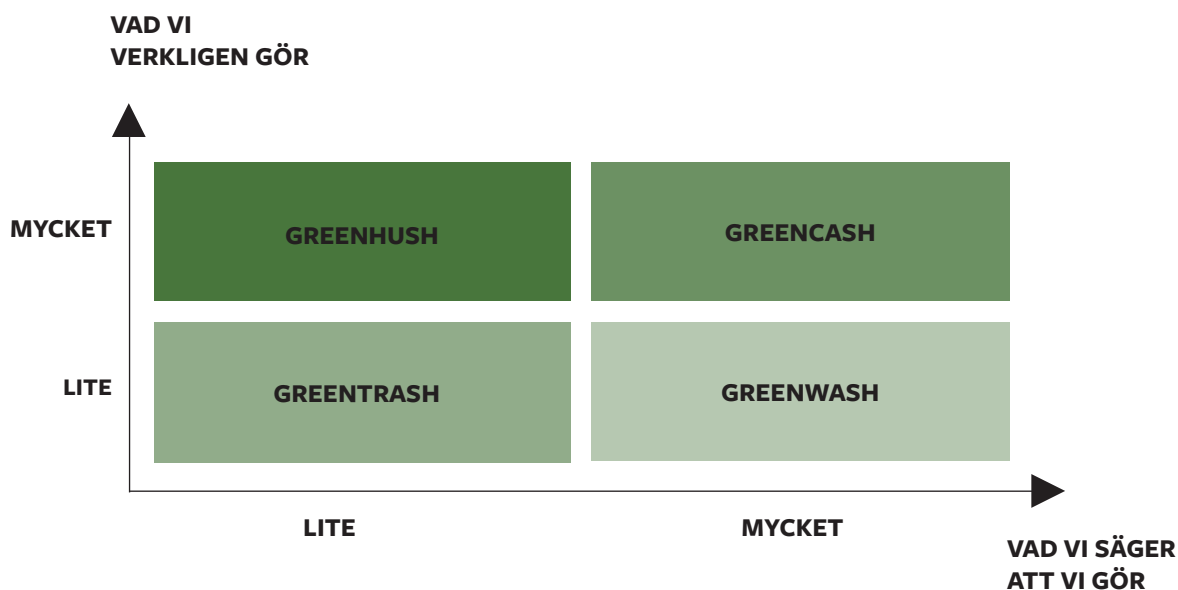 VAD VI
VERKLIGEN GÖR
MYCKET
GREENHUSH
GREENCASH
LITE
GREENTRASH
GREENWASH
LITE
MYCKET
VAD VI SÄGER
ATT VI GÖR